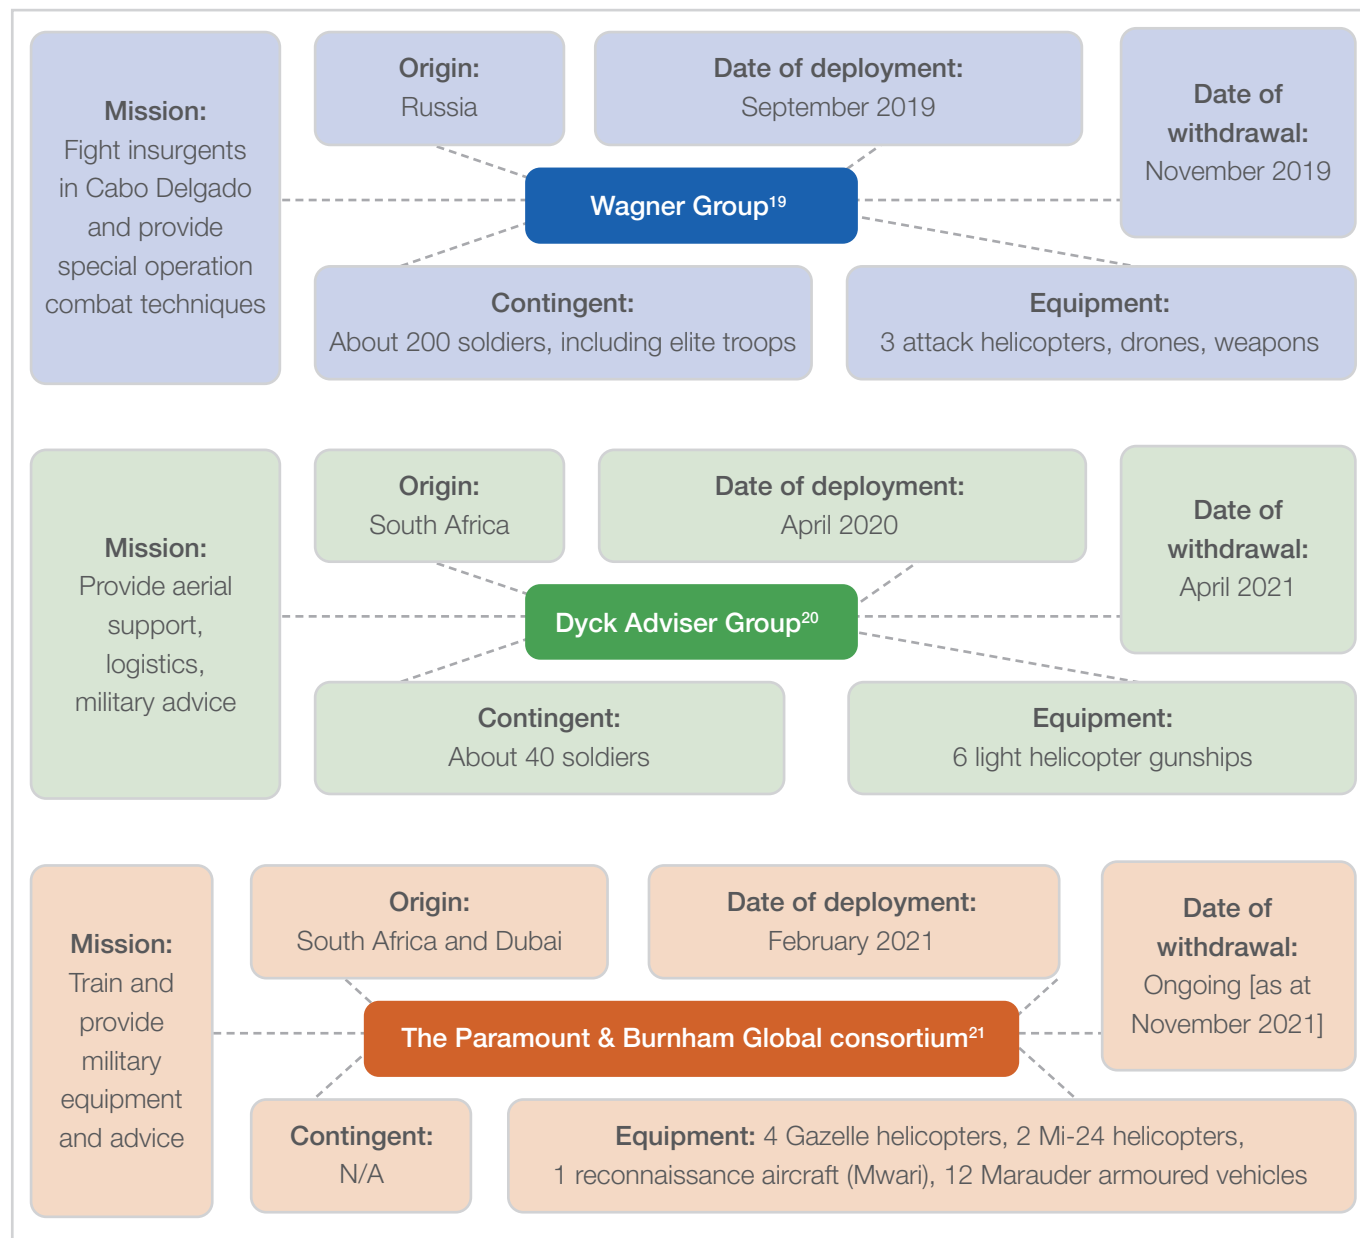 Mission:
Fight insurgents
in Cabo Delgado
and provide
special operation
combat techniques
Origin:
Russia
Date of deployment:
September 2019
Date of
withdrawal:
November 2019
Wagner Group19
Contingent:
About 200 soldiers, including elite troops
Equipment:
3 attack helicopters, drones, weapons
Mission:
Provide aerial
support,
logistics,
military advice
Origin:
South Africa
Date of deployment:
April 2020
Date of
withdrawal:
April 2021
Dyck Adviser Group20
Contingent:
About 40 soldiers
Equipment:
6 light helicopter gunships
Mission:
Train and
provide
military
equipment
and advice
Origin:
South Africa and Dubai
Date of deployment:
February 2021
Date of
withdrawal:
Ongoing [as at
November 2021]
The Paramount & Burnham Global consortium21
Contingent:
N/A
Equipment: 4 Gazelle helicopters, 2 Mi-24 helicopters,
1 reconnaissance aircraft (Mwari), 12 Marauder armoured vehicles